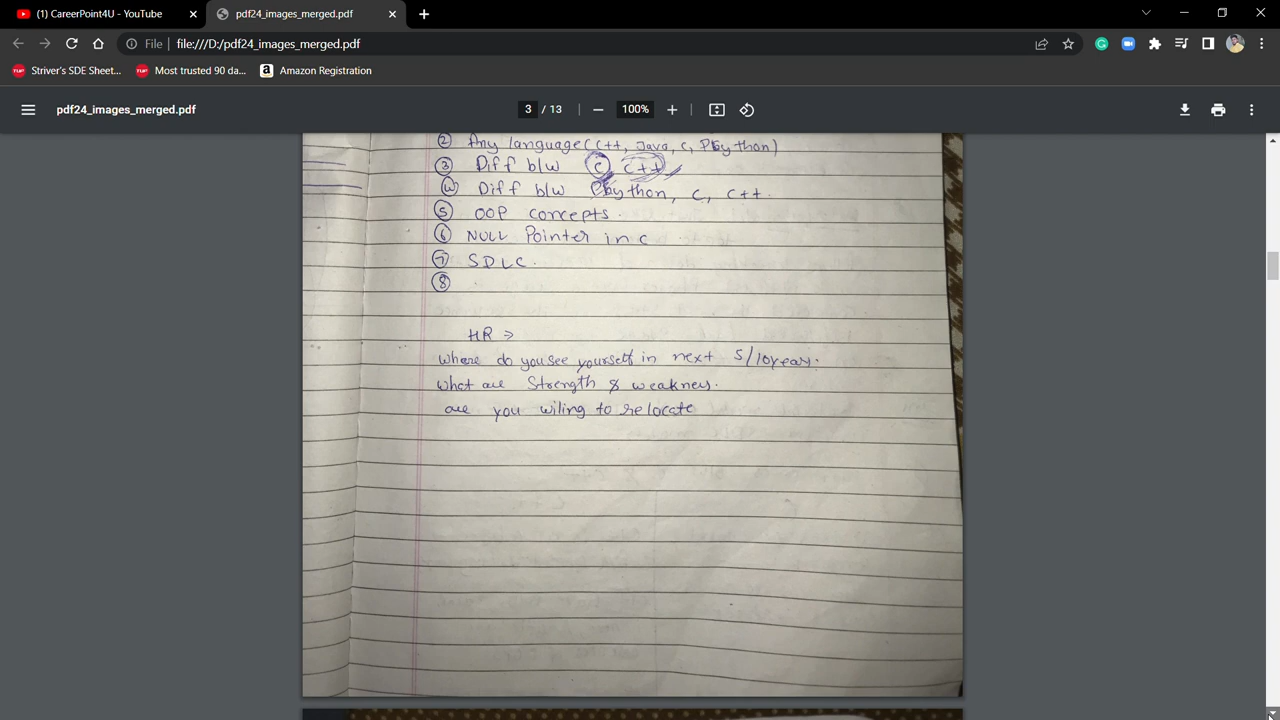 (1) CareerPoint4U - YouTube
pdf24_images_merged.pdf
File
file:///D:/pdf24_images_merged.pdf
Striver's SDE Sheet...
Most trusted 90 da...
Amazon Registration
pdf24_images_merged.pdf
3 / 13
100%
② Any language (C++, Java, C, Pythan)
③ Diff b/w C C++
④ Diff b/w Python, C, C++
⑤ OOP concepts.
⑥ NULL Pointer in c
⑦ SDLC.
⑧
HR ⇒
where do you see yourself in next 5/10 year.
what are Strength & weakness.
are you wiling to relocate